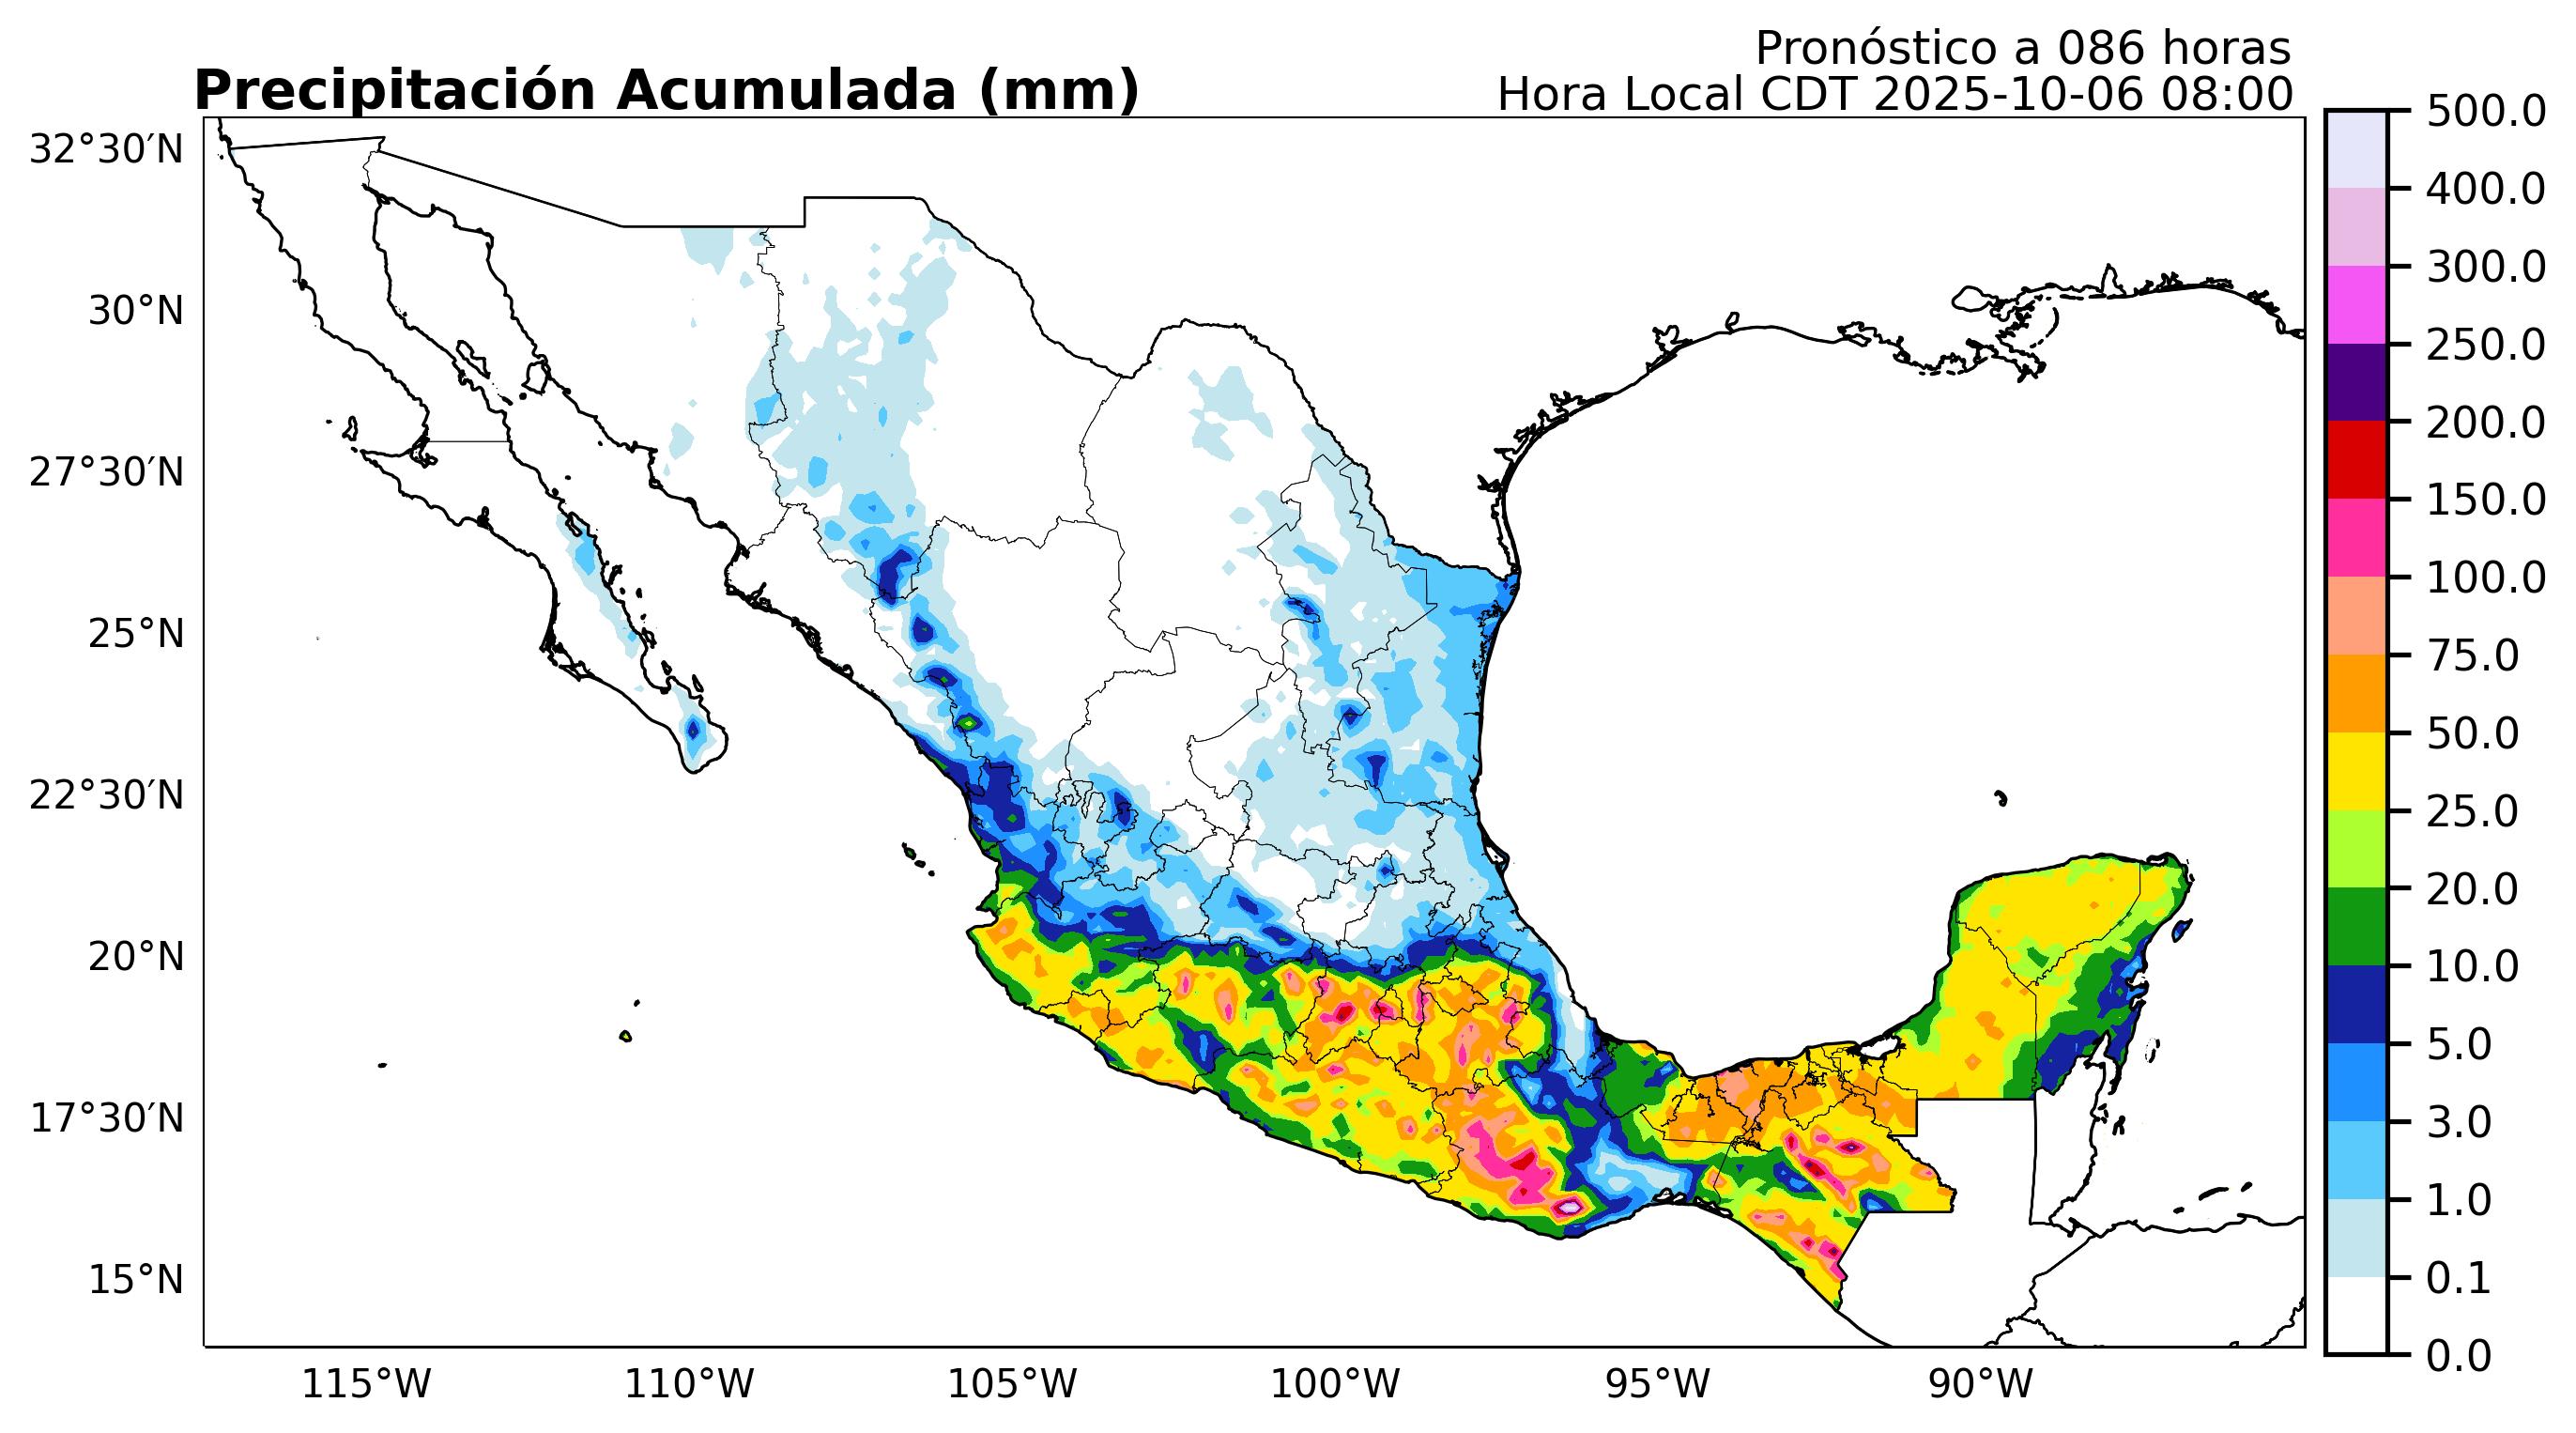 Pronóstico a 086 horas
Precipitación Acumulada (mm)
Hora Local CDT 2025-10-06 08:00
32°30′N
30°N
27°30′N
25°N
22°30′N
20°N
17°30′N
15°N
115°W
110°W
105°W
100°W
95°W
90°W
500.0
400.0
300.0
250.0
200.0
150.0
100.0
75.0
50.0
25.0
20.0
10.0
5.0
3.0
1.0
0.1
0.0